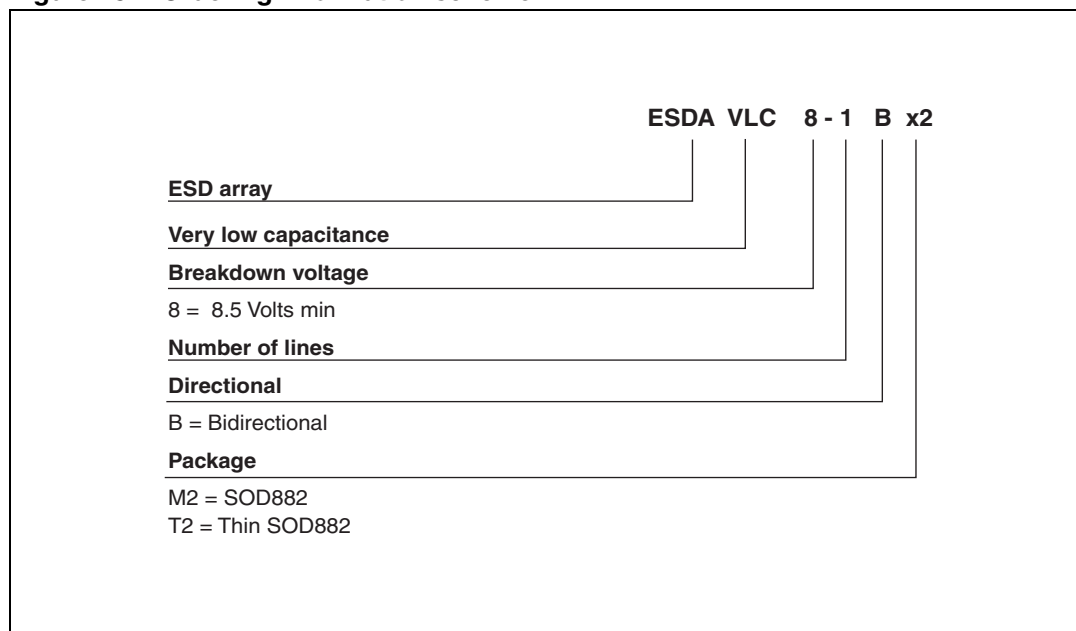 ESDA VLC 8 - 1 B x2
ESD array
Very low capacitance
Breakdown voltage
8 = 8.5 Volts min
Number of lines
Directional
B = Bidirectional
Package
M2 = SOD882
T2 = Thin SOD882